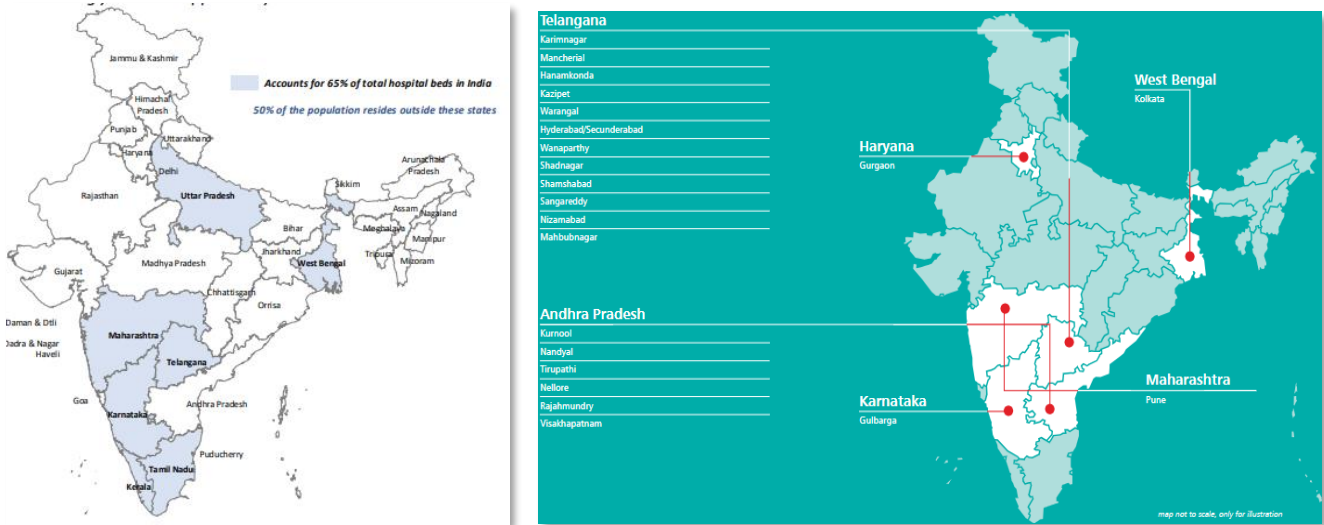 Jammu & Kashmir
Accounts for 65% of total hospital beds in India
50% of the population resides outside these states
Himachal
Pradesh
Punjab
Uttarakhand
Haryana
Delhi
Arunachala
Pradesh
Sikkim
Rajasthan
Uttar Pradesh
Assam
Nagaland
Bihar
Meghalaya
Manipur
Jharkhand
Tripura
Mizoram
West Bengal
Madhya Pradesh
Gujarat
Chhattisgarh
Orrisa
Daman & Dtli
Dadra & Nagar
Haveli
Maharashtra
Telangana
Goa
Andhra Pradesh
Karnataka
Puducherry
Tamil Nadu
Kerala
Telangana
Karimnagar
Mancherial
Hanamkonda
Kazipet
Warangal
Hyderabad/Secunderabad
Wanaparthy
Shadnagar
Shamshabad
Sangareddy
Nizamabad
Mahbubnagar
West Bengal
Kolkata
Haryana
Gurgaon
Andhra Pradesh
Kurnool
Nandyal
Tirupathi
Nellore
Rajahmundry
Visakhapatnam
Maharashtra
Pune
Karnataka
Gulbarga
map not to scale, only for illustration